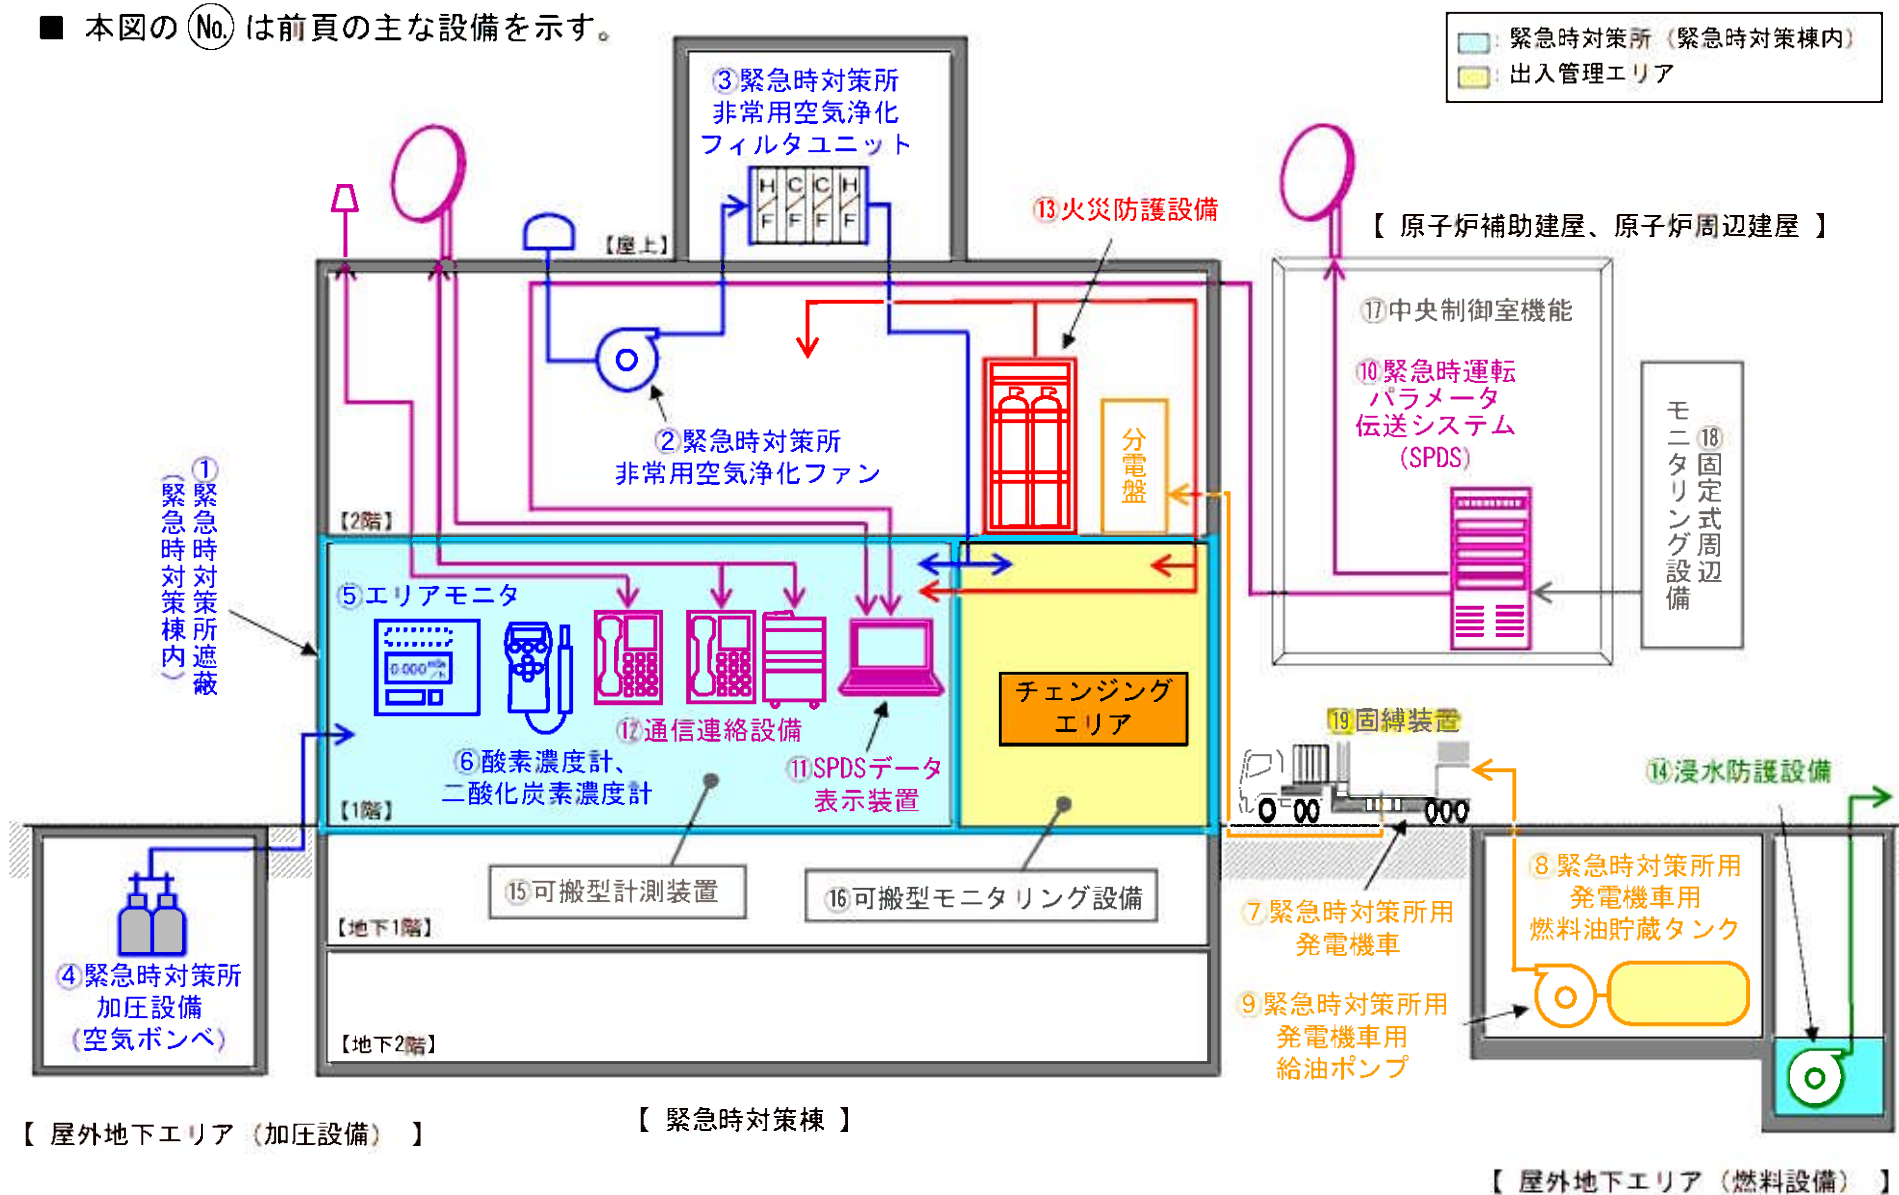 ■ 本図の No. は前頁の主な設備を示す。
：緊急時対策所（緊急時対策棟内）
：出入管理エリア
③緊急時対策所
非常用空気浄化
フィルタユニット
H C C H
F F F F
【屋上】
⑬火災防護設備
【 原子炉補助建屋、原子炉周辺建屋 】
⑰中央制御室機能
⑩緊急時運転
パラメータ
伝送システム
(SPDS)
⑱固定式周辺
モニタリング設備
②緊急時対策所
非常用空気浄化ファン
分電盤
【2階】
①緊急時対策所遮蔽
（緊急時対策棟内）
⑤エリアモニタ
0.000 mSv/h
⑫通信連絡設備
⑥酸素濃度計、
二酸化炭素濃度計
⑪SPDSデータ
表示装置
チェンジング
エリア
【1階】
⑲固縛装置
⑭浸水防護設備
⑮可搬型計測装置
⑯可搬型モニタリング設備
【地下1階】
⑦緊急時対策所用
発電機車
⑧緊急時対策所用
発電機車用
燃料油貯蔵タンク
④緊急時対策所
加圧設備
(空気ボンベ)
⑨緊急時対策所用
発電機車用
給油ポンプ
【地下2階】
【 屋外地下エリア（加圧設備） 】
【 緊急時対策棟 】
【 屋外地下エリア（燃料設備） 】